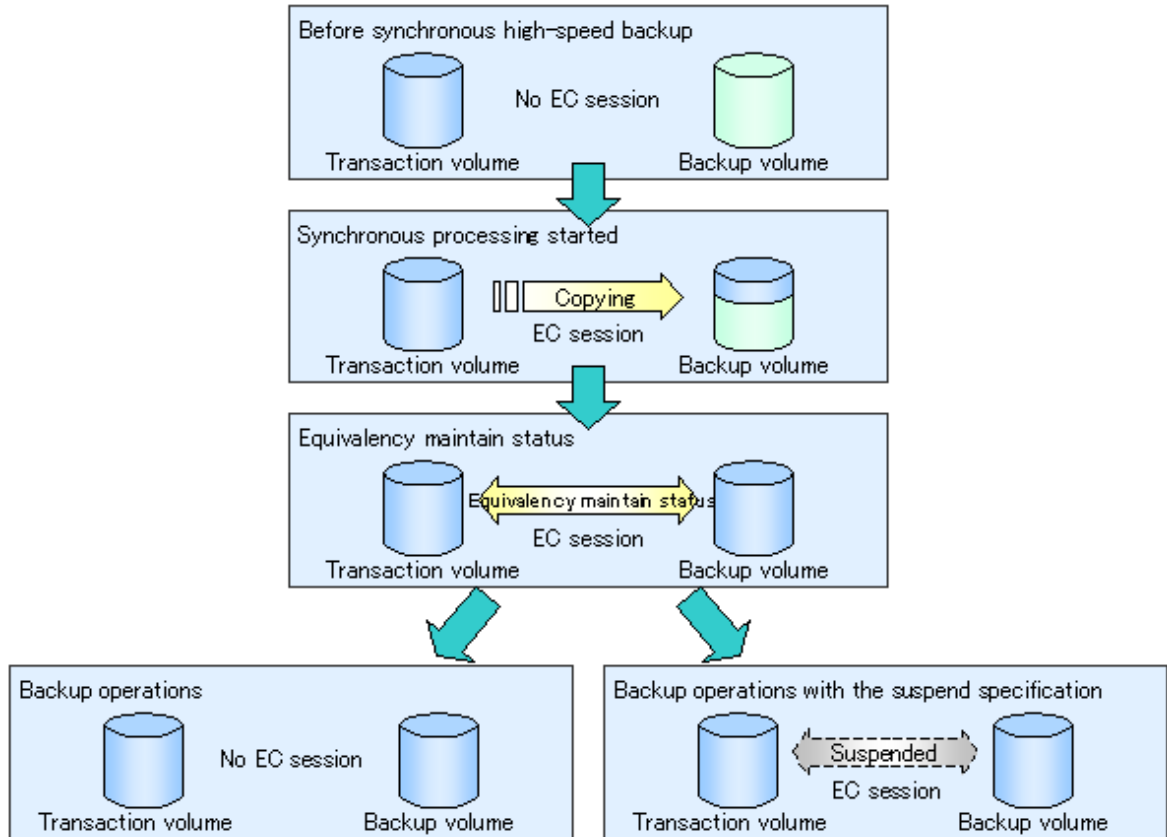 Before synchronous high-speed backup
No EC session
Transaction volume
Backup volume
Synchronous processing started
Copying
EC session
Transaction volume
Backup volume
Equivalency maintain status
Equivalency maintain status
EC session
Transaction volume
Backup volume
Backup operations
No EC session
Transaction volume
Backup volume
Backup operations with the suspend specification
Suspended
EC session
Transaction volume
Backup volume